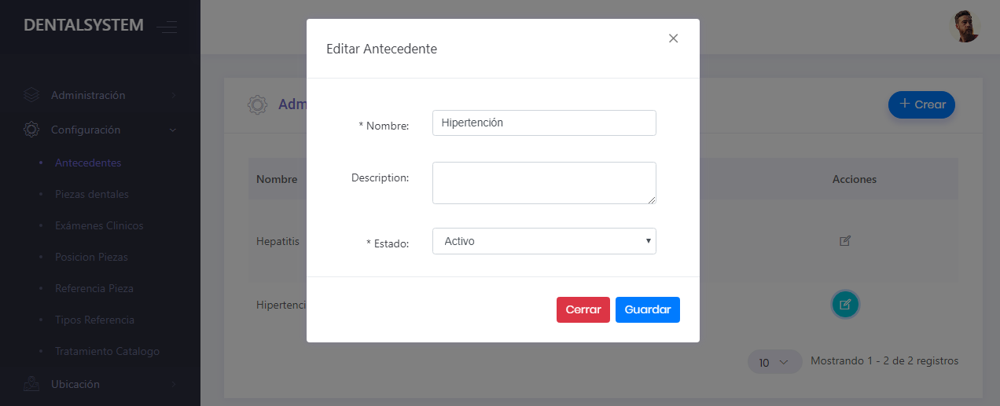 DENTALSYSTEM
Administración
Configuración
Antecedentes
Piezas dentales
Exámenes Clinicos
Posicion Piezas
Referencia Pieza
Tipos Referencia
Tratamiento Catalogo
Ubicación
Adm
+ Crear
Nombre
Acciones
Hepatitis
Hipertenci
10
Mostrando 1 - 2 de 2 registros
Editar Antecedente
×
* Nombre:
Hipertención
Description:
* Estado:
Activo
Cerrar
Guardar